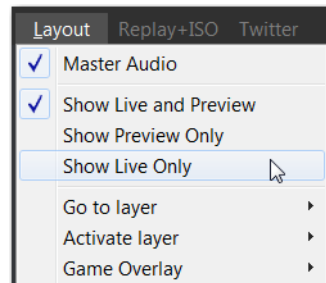 Layout Replay+ISO Twitter
Master Audio
Show Live and Preview
Show Preview Only
Show Live Only
Go to layer
Activate layer
Game Overlay